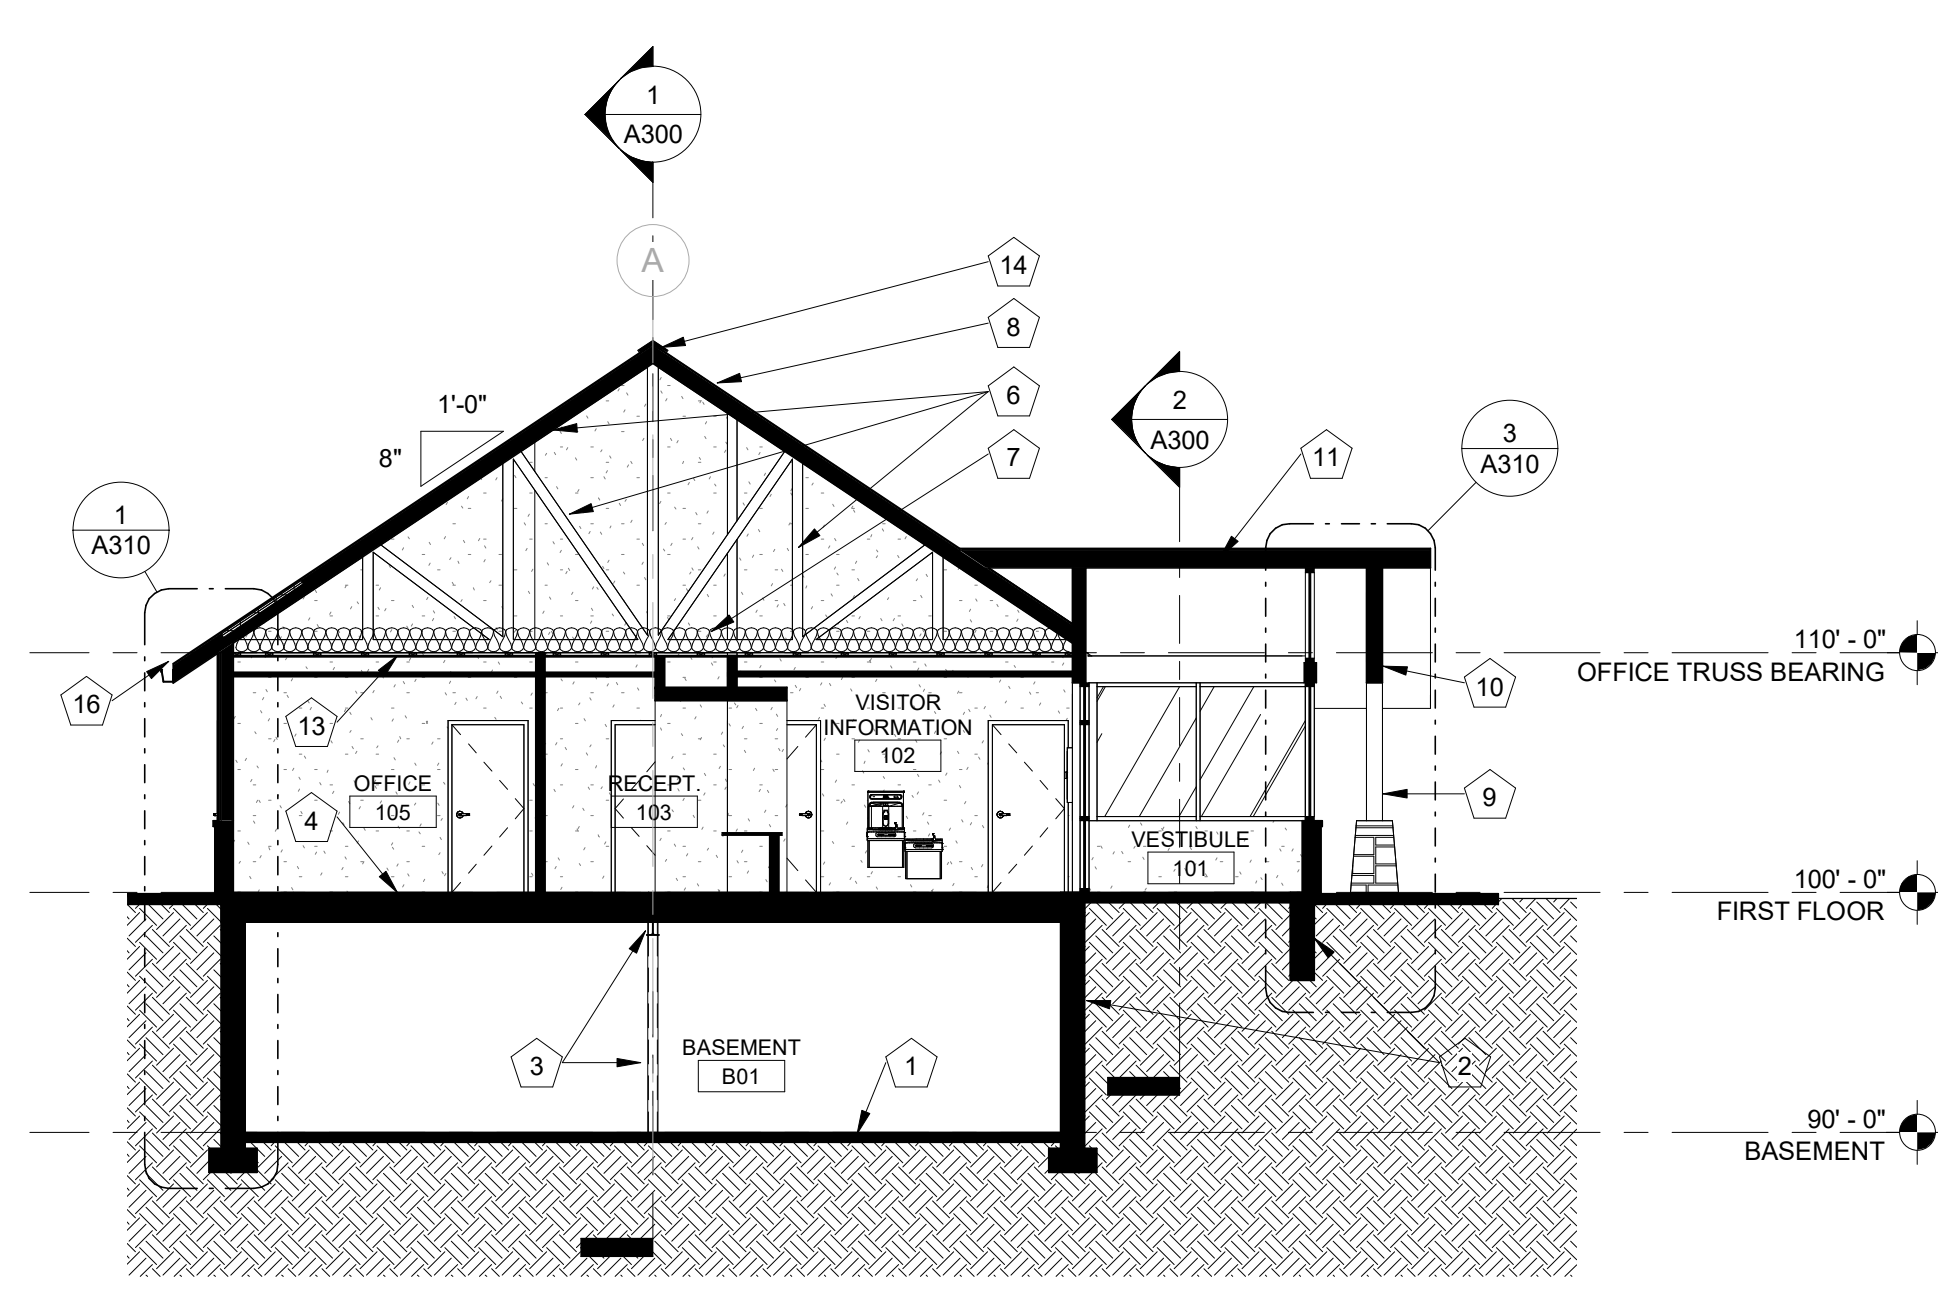 1
A300
A
14
8
1'-0"
6
8"
7
2
A300
11
3
A310
1
A310
110' - 0"
OFFICE TRUSS BEARING
16
13
10
VISITOR
INFORMATION
102
OFFICE
105
RECEPT.
103
4
9
VESTIBULE
101
100' - 0"
FIRST FLOOR
3
BASEMENT
B01
1
2
90' - 0"
BASEMENT